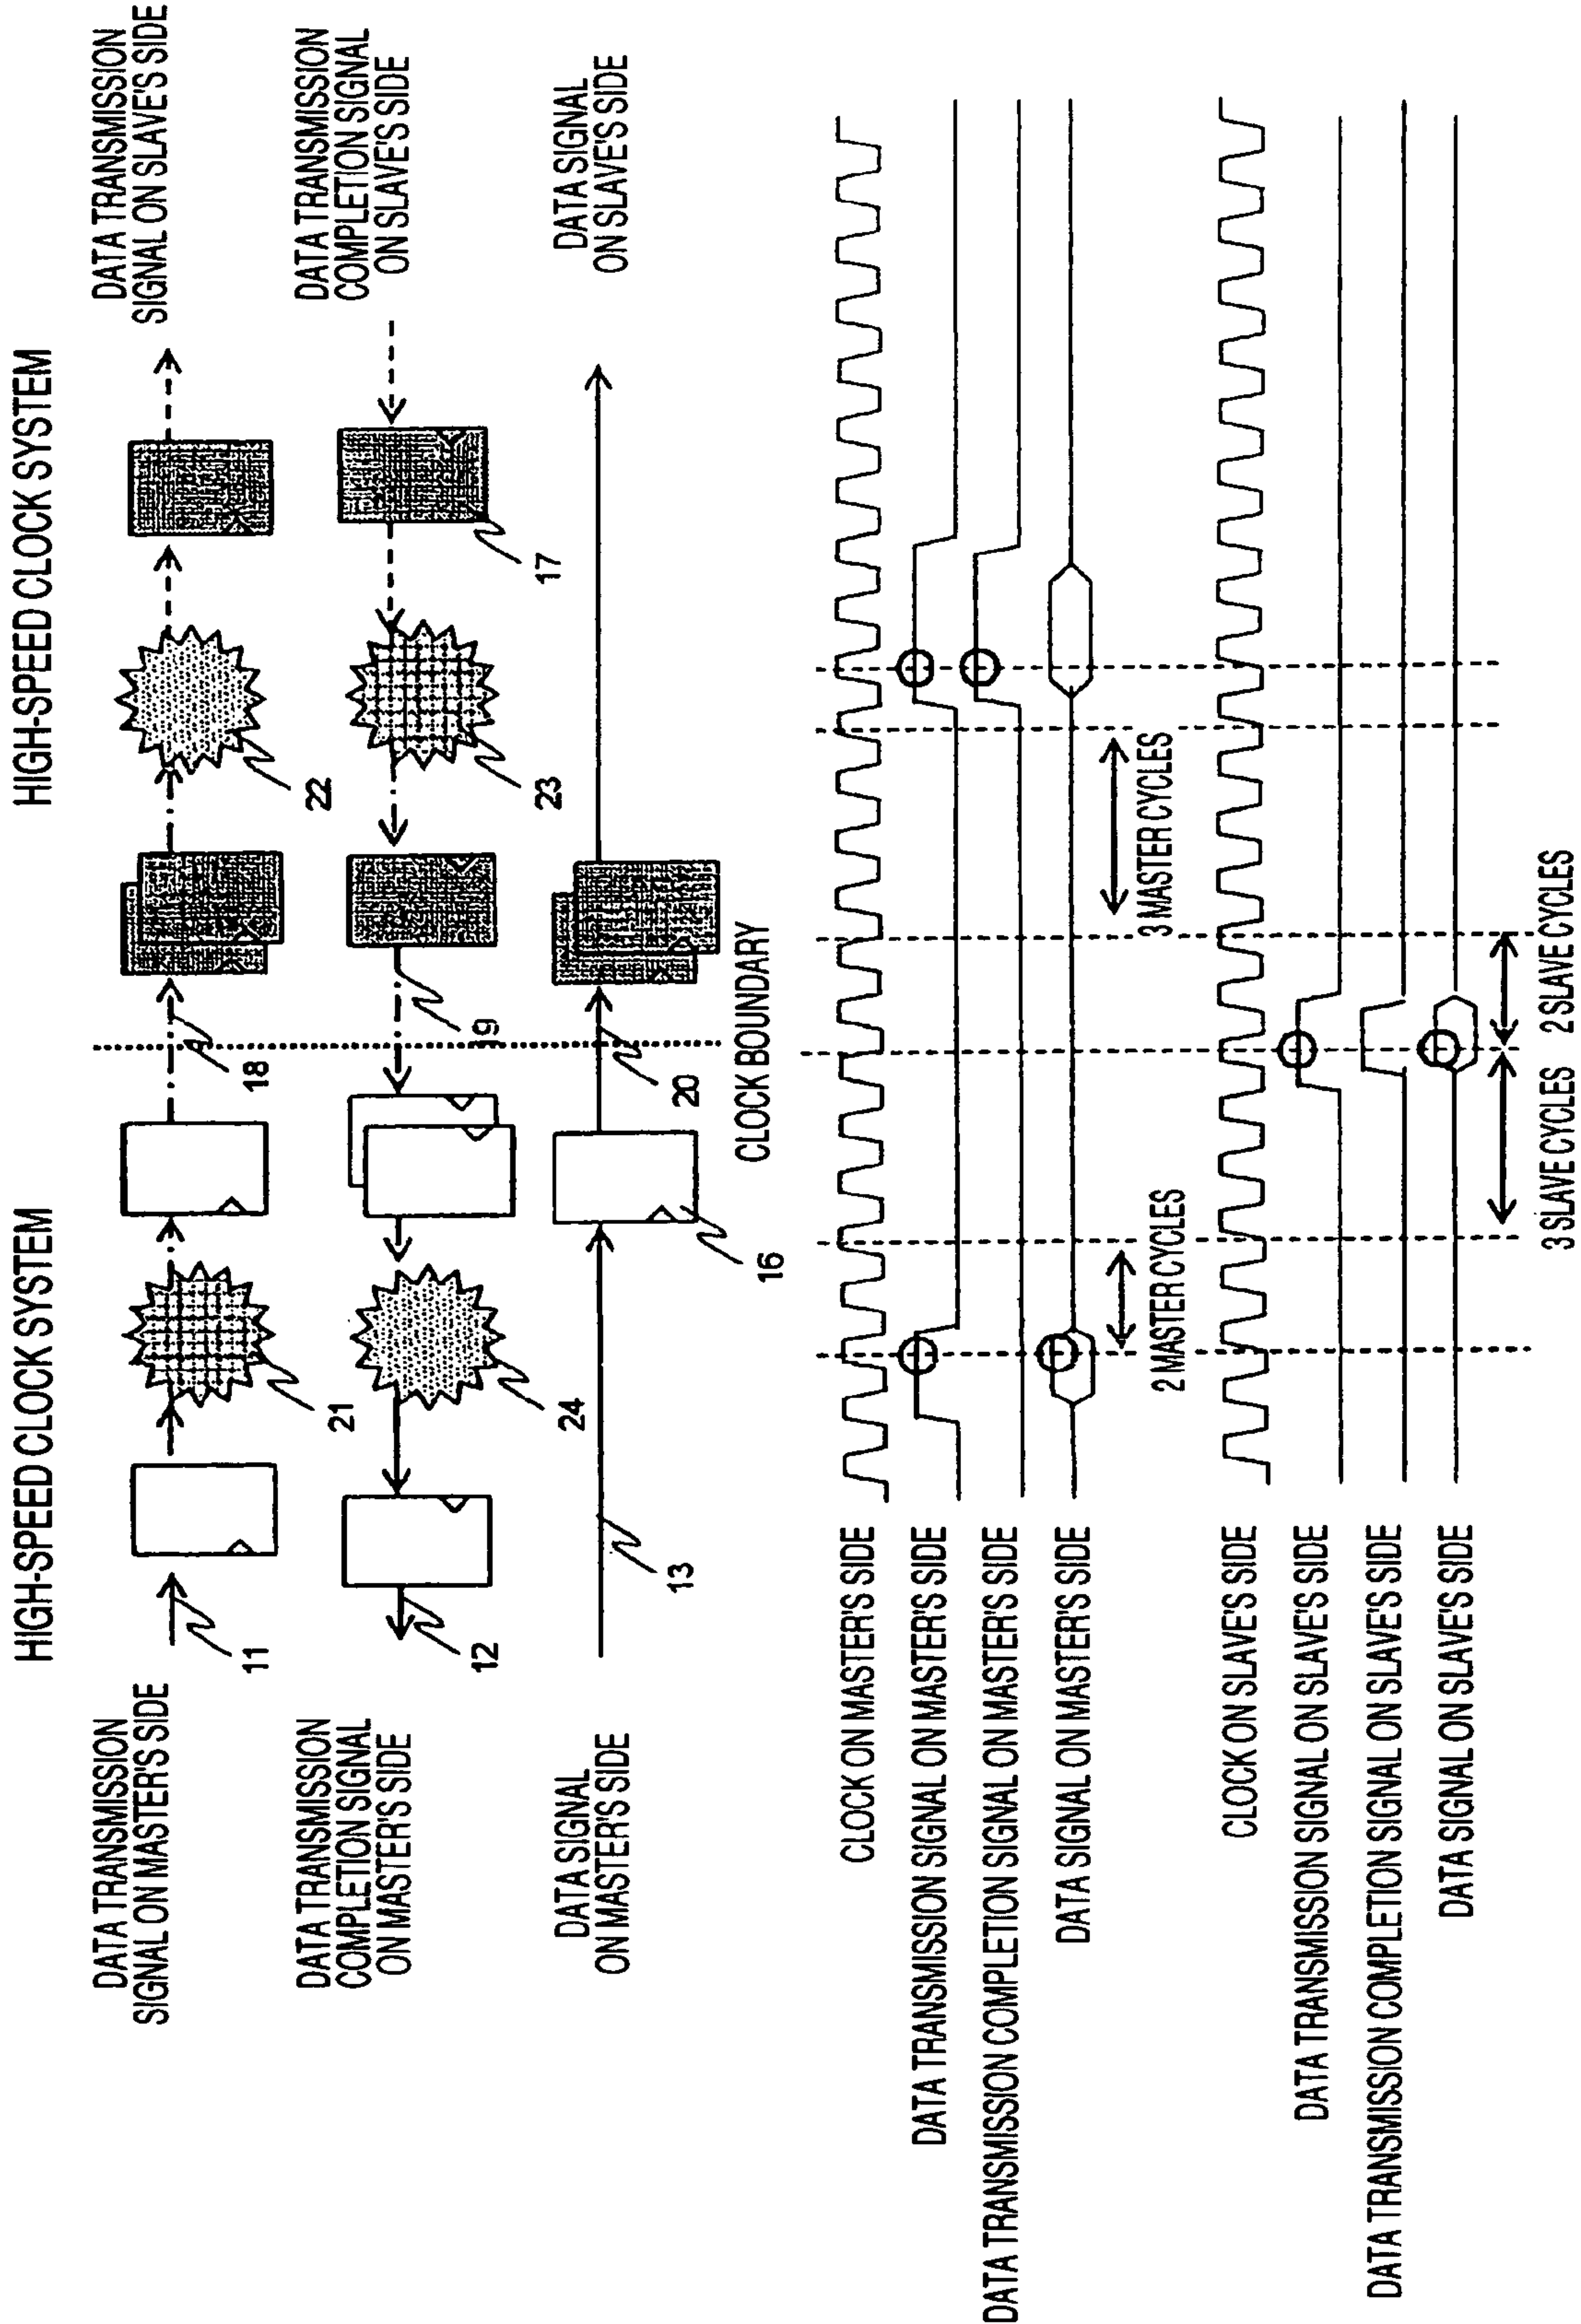 HIGH-SPEED CLOCK SYSTEM
HIGH-SPEED CLOCK SYSTEM
DATA TRANSMISSION
SIGNAL ON MASTER'S SIDE
11
21
18
22
DATA TRANSMISSION
SIGNAL ON SLAVE'S SIDE
DATA TRANSMISSION
COMPLETION SIGNAL
ON MASTER'S SIDE
12
24
19
23
17
DATA TRANSMISSION
COMPLETION SIGNAL
ON SLAVE'S SIDE
DATA SIGNAL
ON MASTER'S SIDE
13
16
20
DATA SIGNAL
ON SLAVE'S SIDE
CLOCK BOUNDARY
CLOCK ON MASTER'S SIDE
DATA TRANSMISSION SIGNAL ON MASTER'S SIDE
DATA TRANSMISSION COMPLETION SIGNAL ON MASTER'S SIDE
DATA SIGNAL ON MASTER'S SIDE
2 MASTER CYCLES
3 MASTER CYCLES
CLOCK ON SLAVE'S SIDE
DATA TRANSMISSION SIGNAL ON SLAVE'S SIDE
DATA TRANSMISSION COMPLETION SIGNAL ON SLAVE'S SIDE
DATA SIGNAL ON SLAVE'S SIDE
3 SLAVE CYCLES
2 SLAVE CYCLES